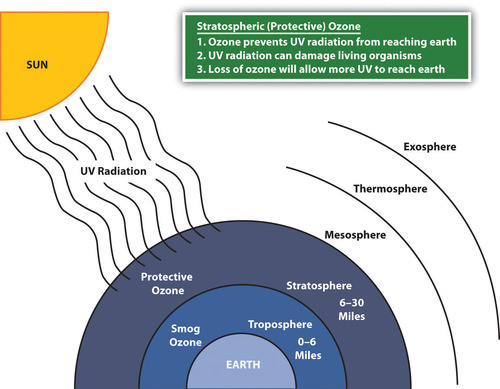 Stratospheric (Protective) Ozone
1. Ozone prevents UV radiation from reaching earth
2. UV radiation can damage living organisms
3. Loss of ozone will allow more UV to reach earth
SUN
UV Radiation
Exosphere
Thermosphere
Mesosphere
Protective
Ozone
Stratosphere
6–30
Miles
Smog
Ozone
Troposphere
0–6
Miles
EARTH